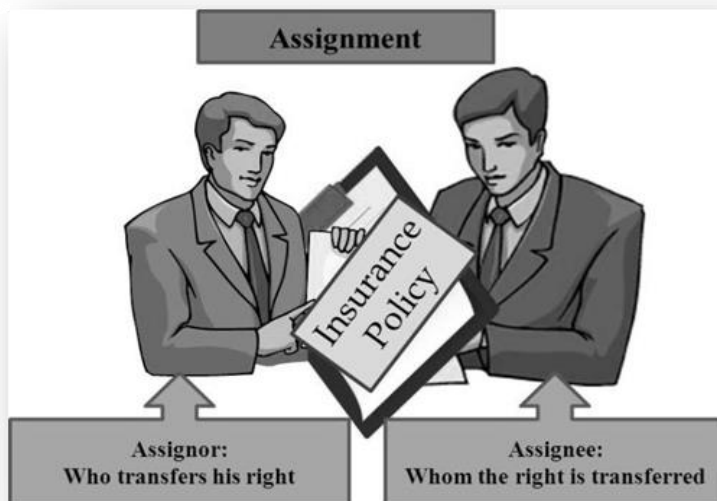 Assignment
Insurance
Policy
Assignor:
Who transfers his right
Assignee:
Whom the right is transferred